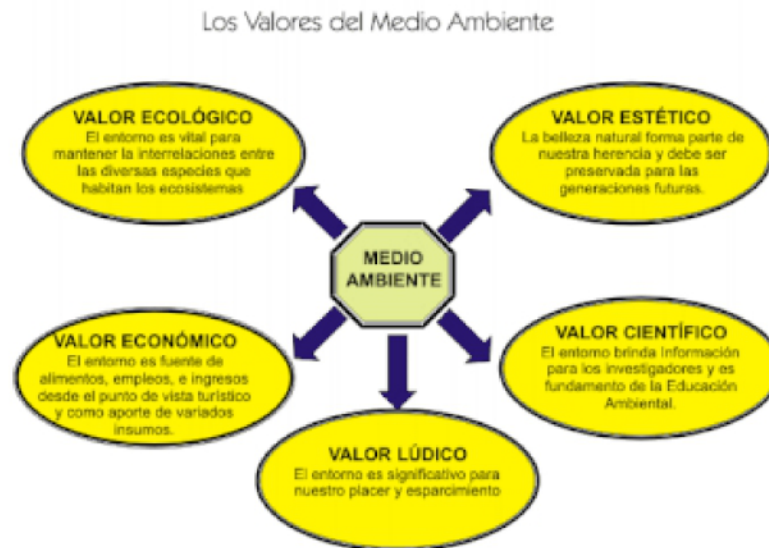 Los Valores del Medio Ambiente
VALOR ECOLÓGICO
El entorno es vital para
mantener la interrelaciones entre
las diversas especies que
habitan los ecosistemas
VALOR ESTÉTICO
La belleza natural forma parte de
nuestra herencia y debe ser
preservada para las
generaciones futuras.
MEDIO
AMBIENTE
VALOR ECONÓMICO
El entorno es fuente de
alimentos, empleos, e ingresos
desde el punto de vista turístico
y como aporte de variados
insumos.
VALOR CIENTÍFICO
El entorno brinda Información
para los investigadores y es
fundamento de la Educación
Ambiental.
VALOR LÚDICO
El entorno es significativo para
nuestro placer y esparcimiento